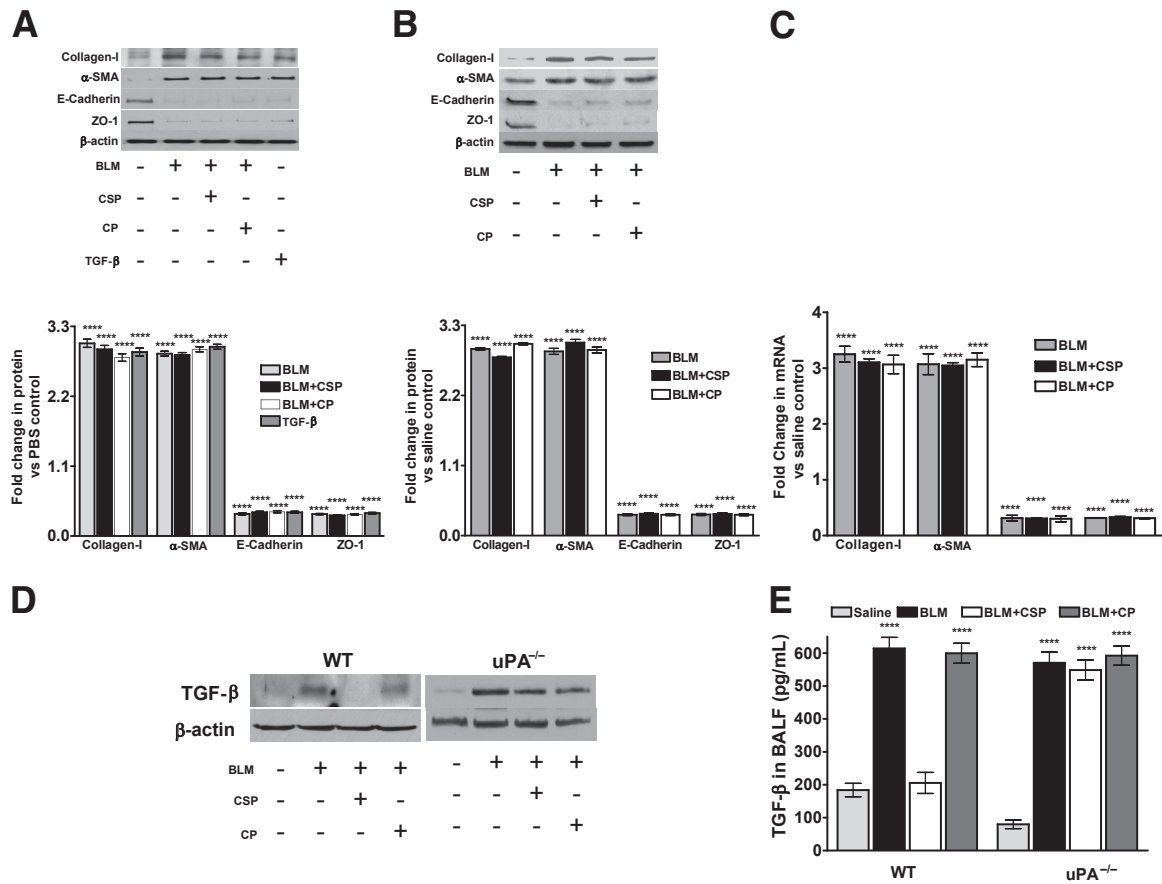 A
Collagen-I
α-SMA
E-Cadherin
ZO-1
β-actin
BLM - + + + -
CSP - - + - -
CP - - - + -
TGF-β - - - - +
Fold change in protein
vs PBS control
3.3
2.2
1.1
0.0
**** **** **** ****
**** **** **** ****
**** **** **** ****
**** **** **** ****
BLM
BLM+CSP
BLM+CP
TGF-β
Collagen-I α-SMA E-Cadherin ZO-1
B
Collagen-I
α-SMA
E-Cadherin
ZO-1
β-actin
BLM - + + +
CSP - - + -
CP - - - +
Fold change in protein
vs saline control
3.3
2.2
1.1
0.0
**** **** ****
**** **** ****
**** **** ****
**** **** ****
BLM
BLM+CSP
BLM+CP
Collagen-I α-SMA E-Cadherin ZO-1
C
Fold Change in mRNA
vs saline control
4
3
2
1
0
**** **** ****
**** **** ****
**** **** ****
**** **** ****
BLM
BLM+CSP
BLM+CP
Collagen-I α-SMA
D
WT uPA−/−
TGF-β
β-actin
BLM - + + + - + + +
CSP - - + - - - + -
CP - - - + - - - +
E
Saline BLM BLM+CSP BLM+CP
TGF-β in BALF (pg/mL)
600
500
400
300
200
100
0
**** ****
**** **** ****
WT uPA−/−